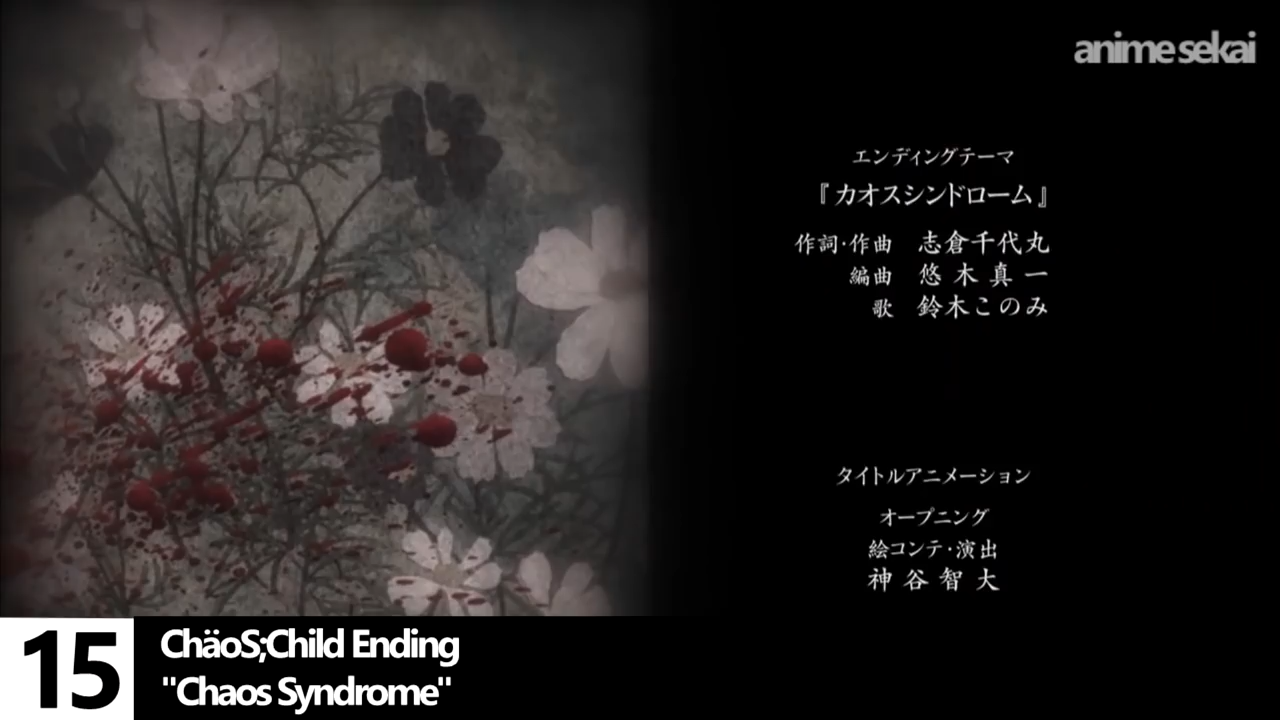 anime sekai
エンディングテーマ
『カオスシンドローム』
作詞・作曲 志倉千代丸
編曲 悠木真一
歌 鈴木このみ
タイトルアニメーション
オープニング
絵コンテ・演出
神谷智大
15
ChäoS;Child Ending
"Chaos Syndrome"